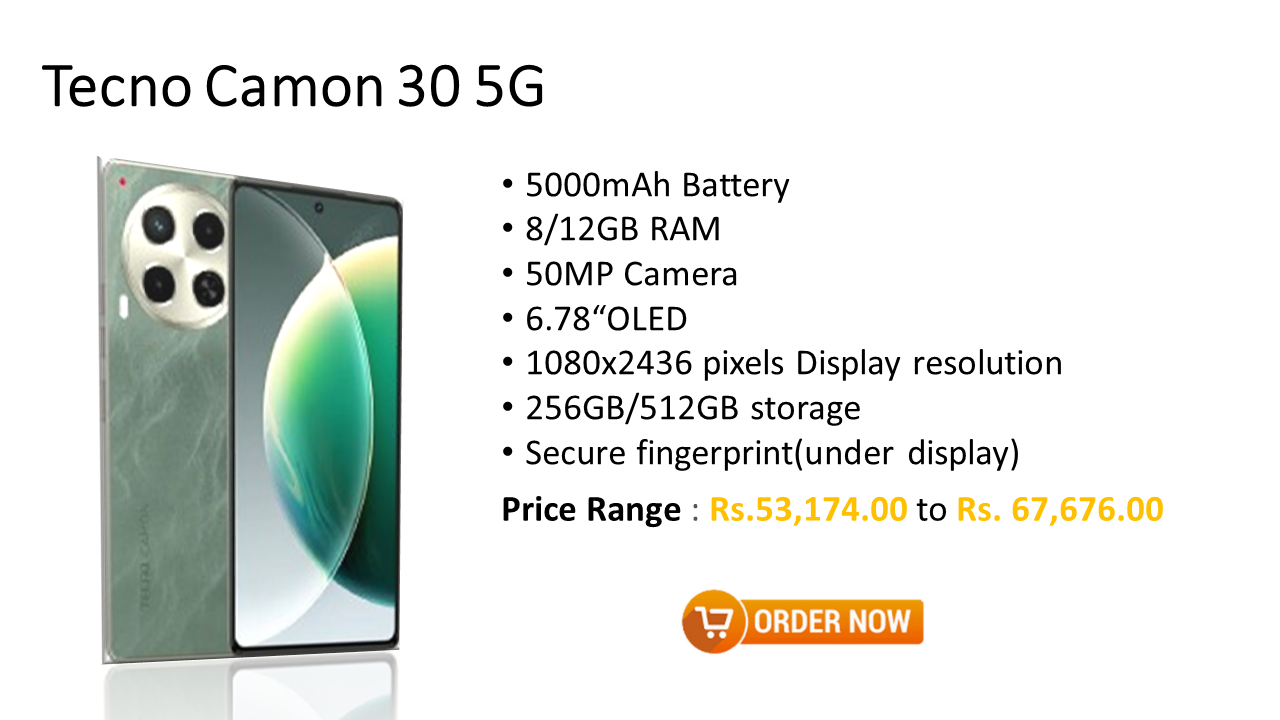 Tecno Camon 30 5G
• 5000mAh Battery
• 8/12GB RAM
• 50MP Camera
• 6.78“OLED
• 1080x2436 pixels Display resolution
• 256GB/512GB storage
• Secure fingerprint(under display)
Price Range : Rs.53,174.00 to Rs. 67,676.00
ORDER NOW
TECNO CAMON